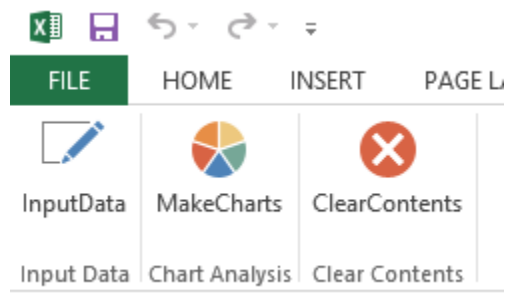 FILE HOME INSERT PAGE LA
InputData MakeCharts ClearContents
Input Data Chart Analysis Clear Contents